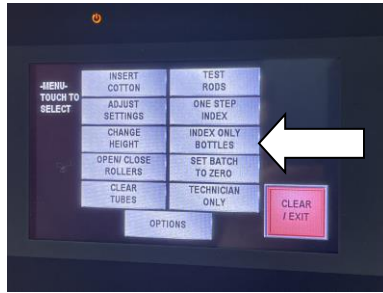 -MENU-
TOUCH TO
SELECT
INSERT
COTTON
TEST
RODS
ADJUST
SETTINGS
ONE STEP
INDEX
CHANGE
HEIGHT
INDEX ONLY
BOTTLES
OPEN/ CLOSE
ROLLERS
SET BATCH
TO ZERO
CLEAR
TUBES
TECHNICIAN
ONLY
OPTIONS
CLEAR
/ EXIT